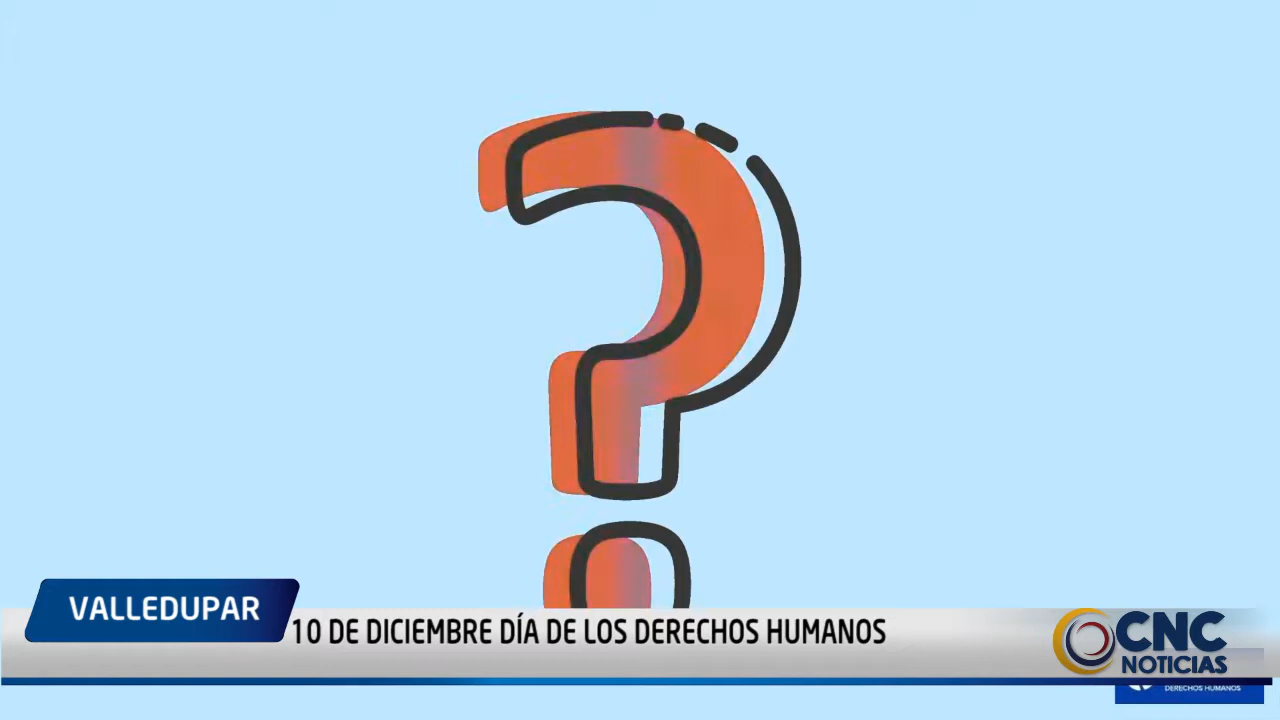 VALLEDUPAR
10 DE DICIEMBRE DÍA DE LOS DERECHOS HUMANOS
CNC
NOTICIAS
DERECHOS HUMANOS